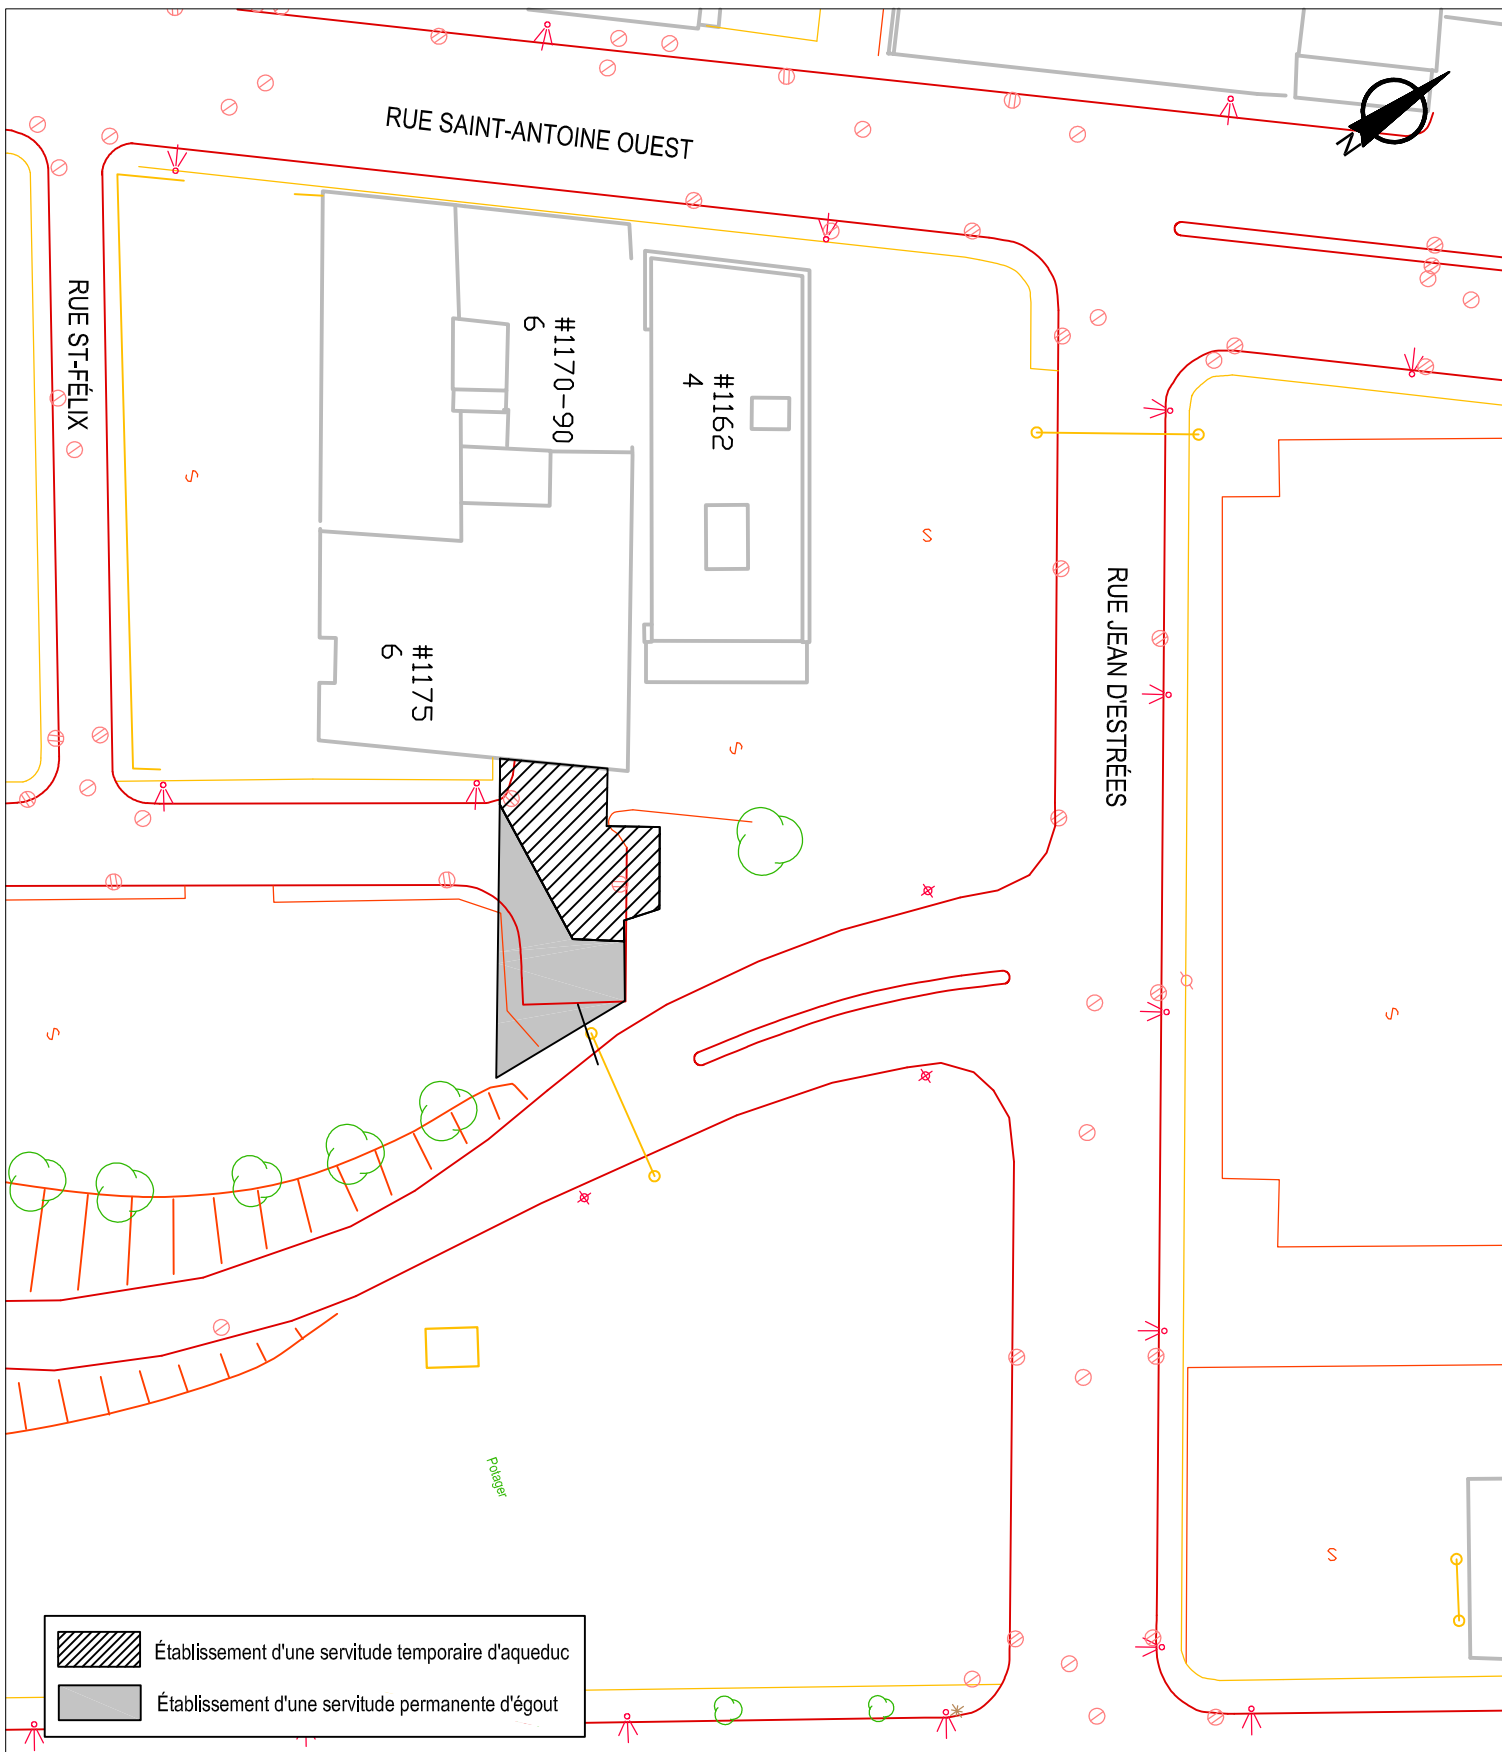 RUE SAINT-ANTOINE OUEST
N
RUE ST-FÉLIX
#1170-90
6
#1162
4
#1175
6
RUE JEAN D'ESTRÉES
S
S
S
S
S
S
Potager
Établissement d'une servitude temporaire d'aqueduc
Établissement d'une servitude permanente d'égout